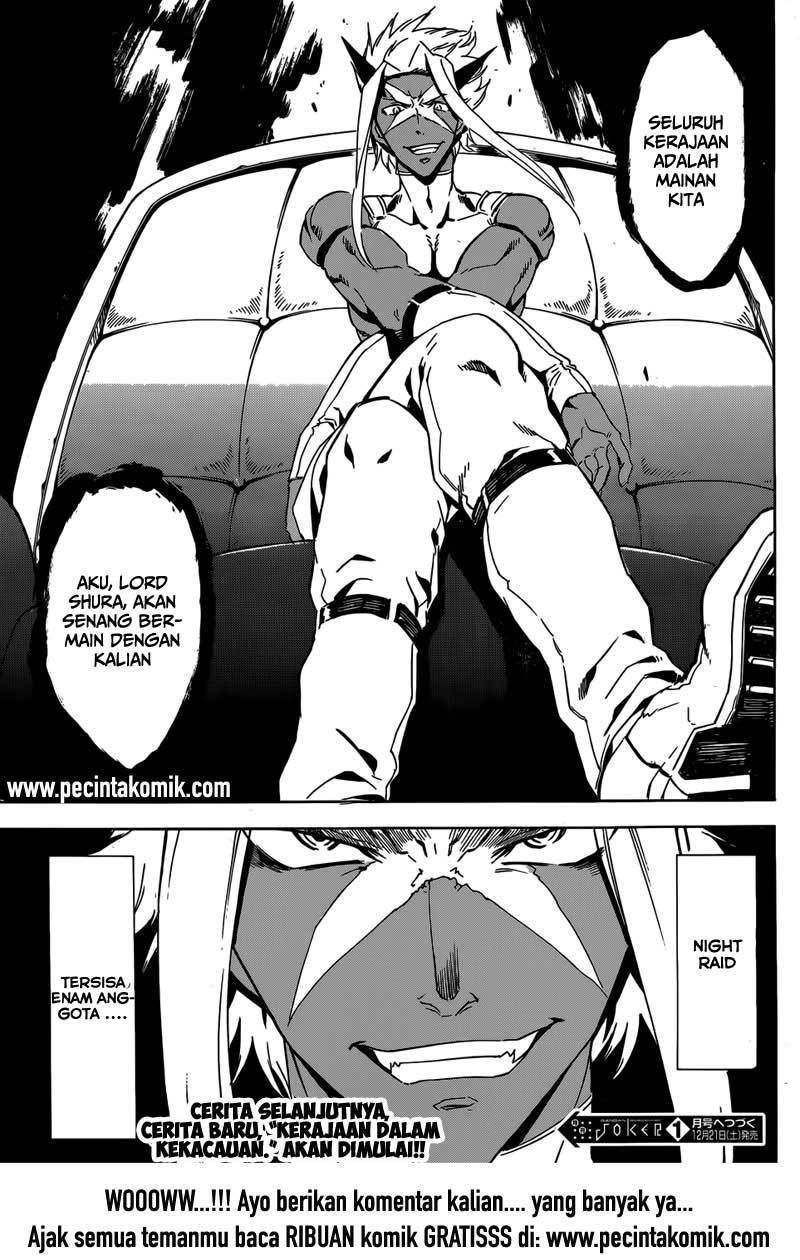 SELURUH
KERAJAAN
ADALAH
MAINAN
KITA
AKU, LORD
SHURA, AKAN
SENANG BER-
MAIN DENGAN
KALIAN
www.pecintakomik.com
NIGHT
RAID
TERSISA
ENAM ANG-
GOTA ....
CERITA SELANJUTNYA,
CERITA BARU, "KERAJAAN DALAM
KEKACAUAN." AKAN DIMULAI!!
JOKER 1 月号へつづく
12月21日(土)発売
WOOOWW...!!! Ayo berikan komentar kalian.... yang banyak ya...
Ajak semua temanmu baca RIBUAN komik GRATISSS di: www.pecintakomik.com